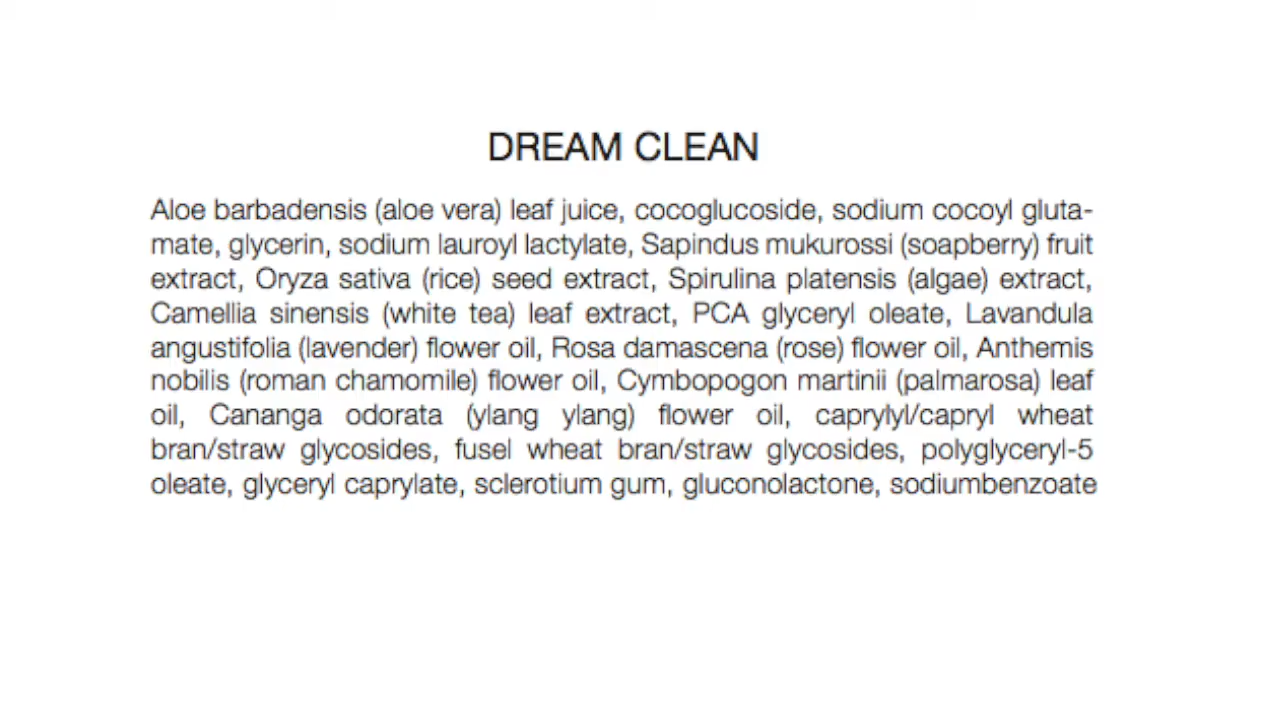 DREAM CLEAN
Aloe barbadensis (aloe vera) leaf juice, cocoglucoside, sodium cocoyl gluta-
mate, glycerin, sodium lauroyl lactylate, Sapindus mukurossi (soapberry) fruit
extract, Oryza sativa (rice) seed extract, Spirulina platensis (algae) extract,
Camellia sinensis (white tea) leaf extract, PCA glyceryl oleate, Lavandula
angustifolia (lavender) flower oil, Rosa damascena (rose) flower oil, Anthemis
nobilis (roman chamomile) flower oil, Cymbopogon martinii (palmarosa) leaf
oil, Cananga odorata (ylang ylang) flower oil, caprylyl/capryl wheat
bran/straw glycosides, fusel wheat bran/straw glycosides, polyglyceryl-5
oleate, glyceryl caprylate, sclerotium gum, gluconolactone, sodiumbenzoate